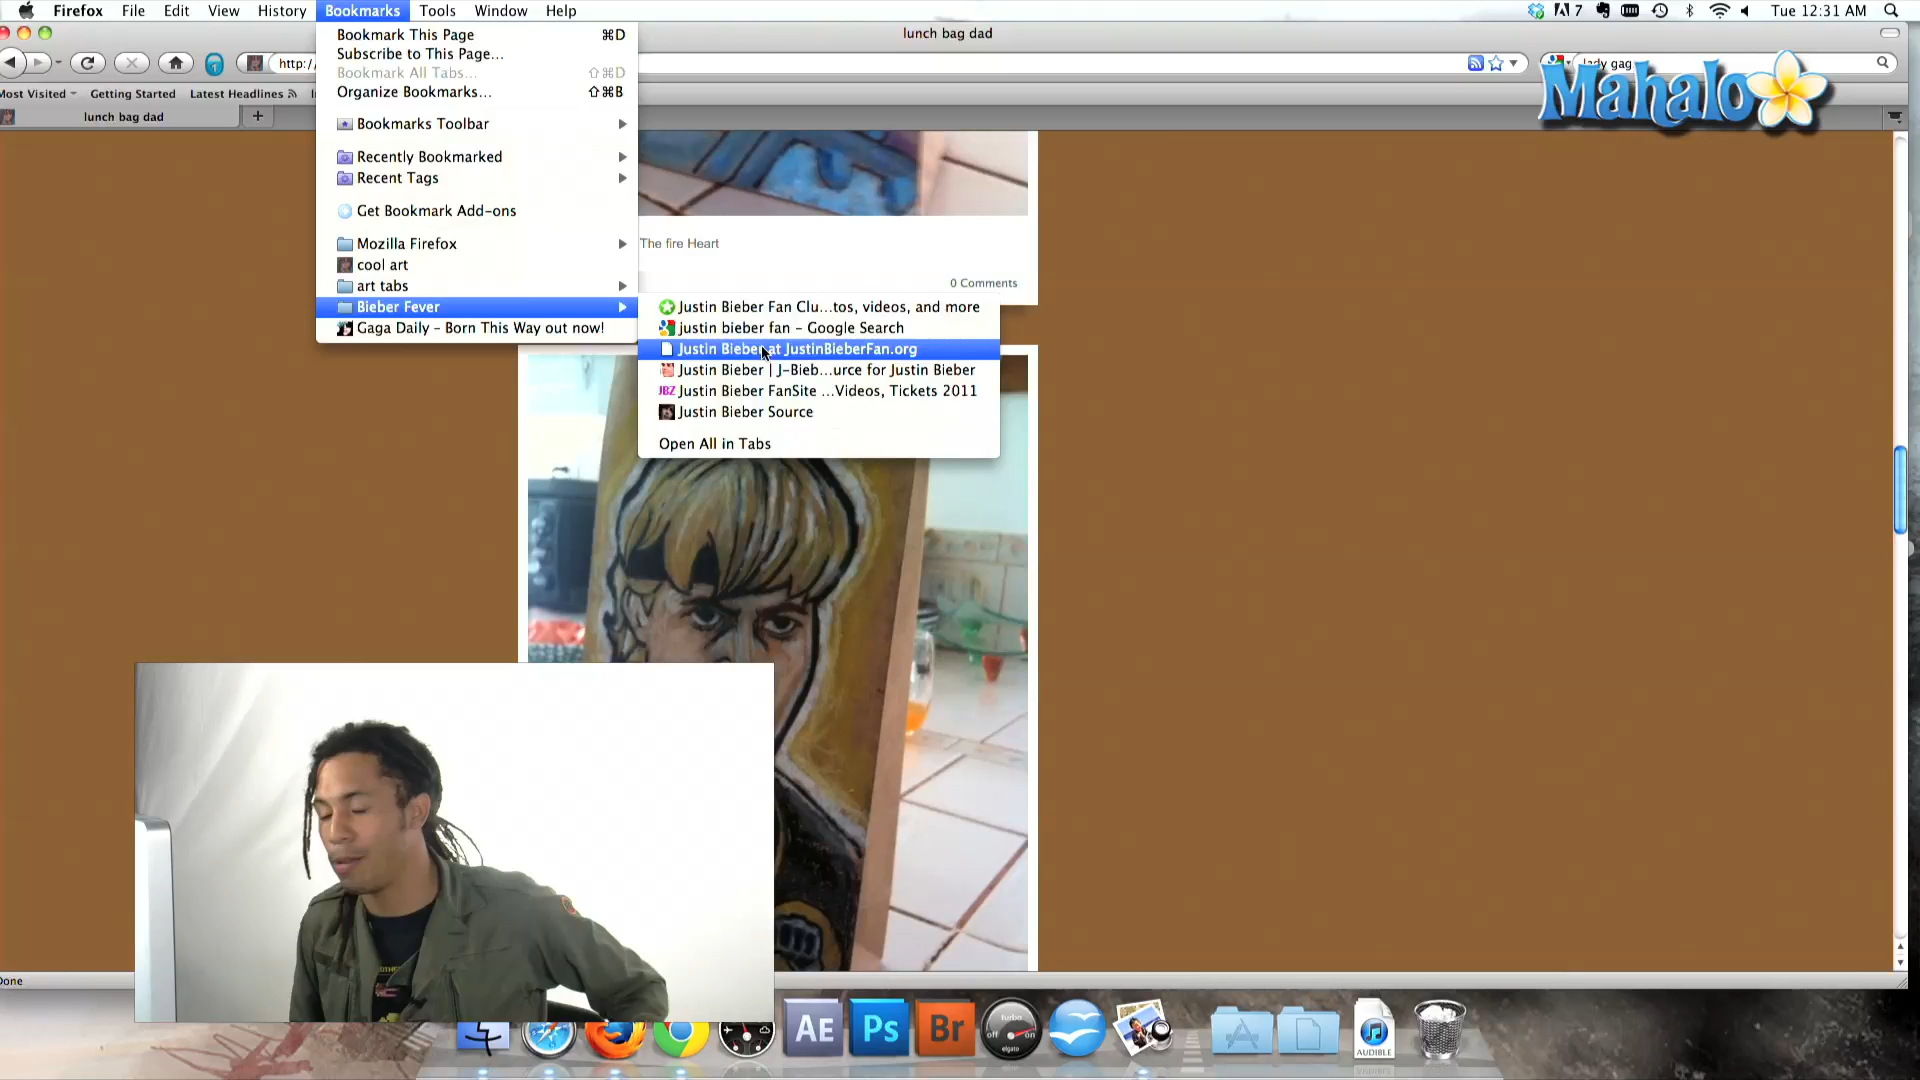 Firefox File Edit View History Bookmarks Tools Window Help
7
Tue 12:31 AM
lunch bag dad
http:/
lady gag
Mahalo
Most Visited
Getting Started
Latest Headlines
lunch bag dad
Bookmark This Page ⌘D
Subscribe to This Page...
Bookmark All Tabs... ⇧⌘D
Organize Bookmarks... ⇧⌘B
Bookmarks Toolbar
Recently Bookmarked
Recent Tags
Get Bookmark Add-ons
Mozilla Firefox
cool art
art tabs
Bieber Fever
Gaga Daily - Born This Way out now!
The fire Heart
0 Comments
Justin Bieber Fan Clu...tos, videos, and more
justin bieber fan - Google Search
Justin Bieber at JustinBieberFan.org
Justin Bieber | J-Bieb...urce for Justin Bieber
JBZ Justin Bieber FanSite ...Videos, Tickets 2011
Justin Bieber Source
Open All in Tabs
Done
AE
Ps
Br
turbo
off on
elgato
AUDIBLE